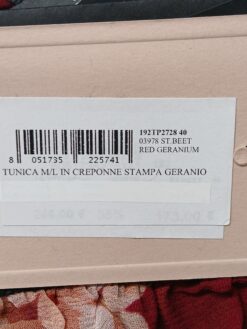 192TP2728 40
03978 ST.BEET
RED GERANIUM
8 051735 225741
TUNICA M/L IN CREPONNE STAMPA GERANIO